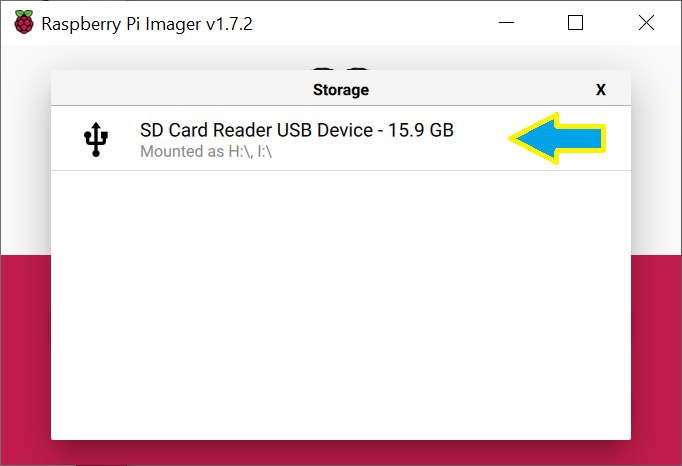 Raspberry Pi Imager v1.7.2
Storage X
SD Card Reader USB Device - 15.9 GB
Mounted as H:\, I:\